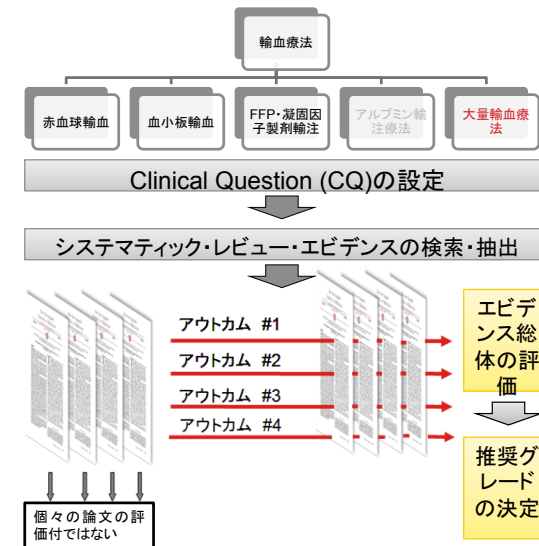 輸血療法
赤血球輸血
血小板輸血
FFP・凝固因
子製剤輸注
アルブミン輸
注療法
大量輸血療
法
Clinical Question (CQ)の設定
システマティック・レビュー・エビデンスの検索・抽出
アウトカム #1
アウトカム #2
アウトカム #3
アウトカム #4
エビデ
ンス総
体の評
価
推奨グ
レード
の決定
個々の論文の評
価付ではない